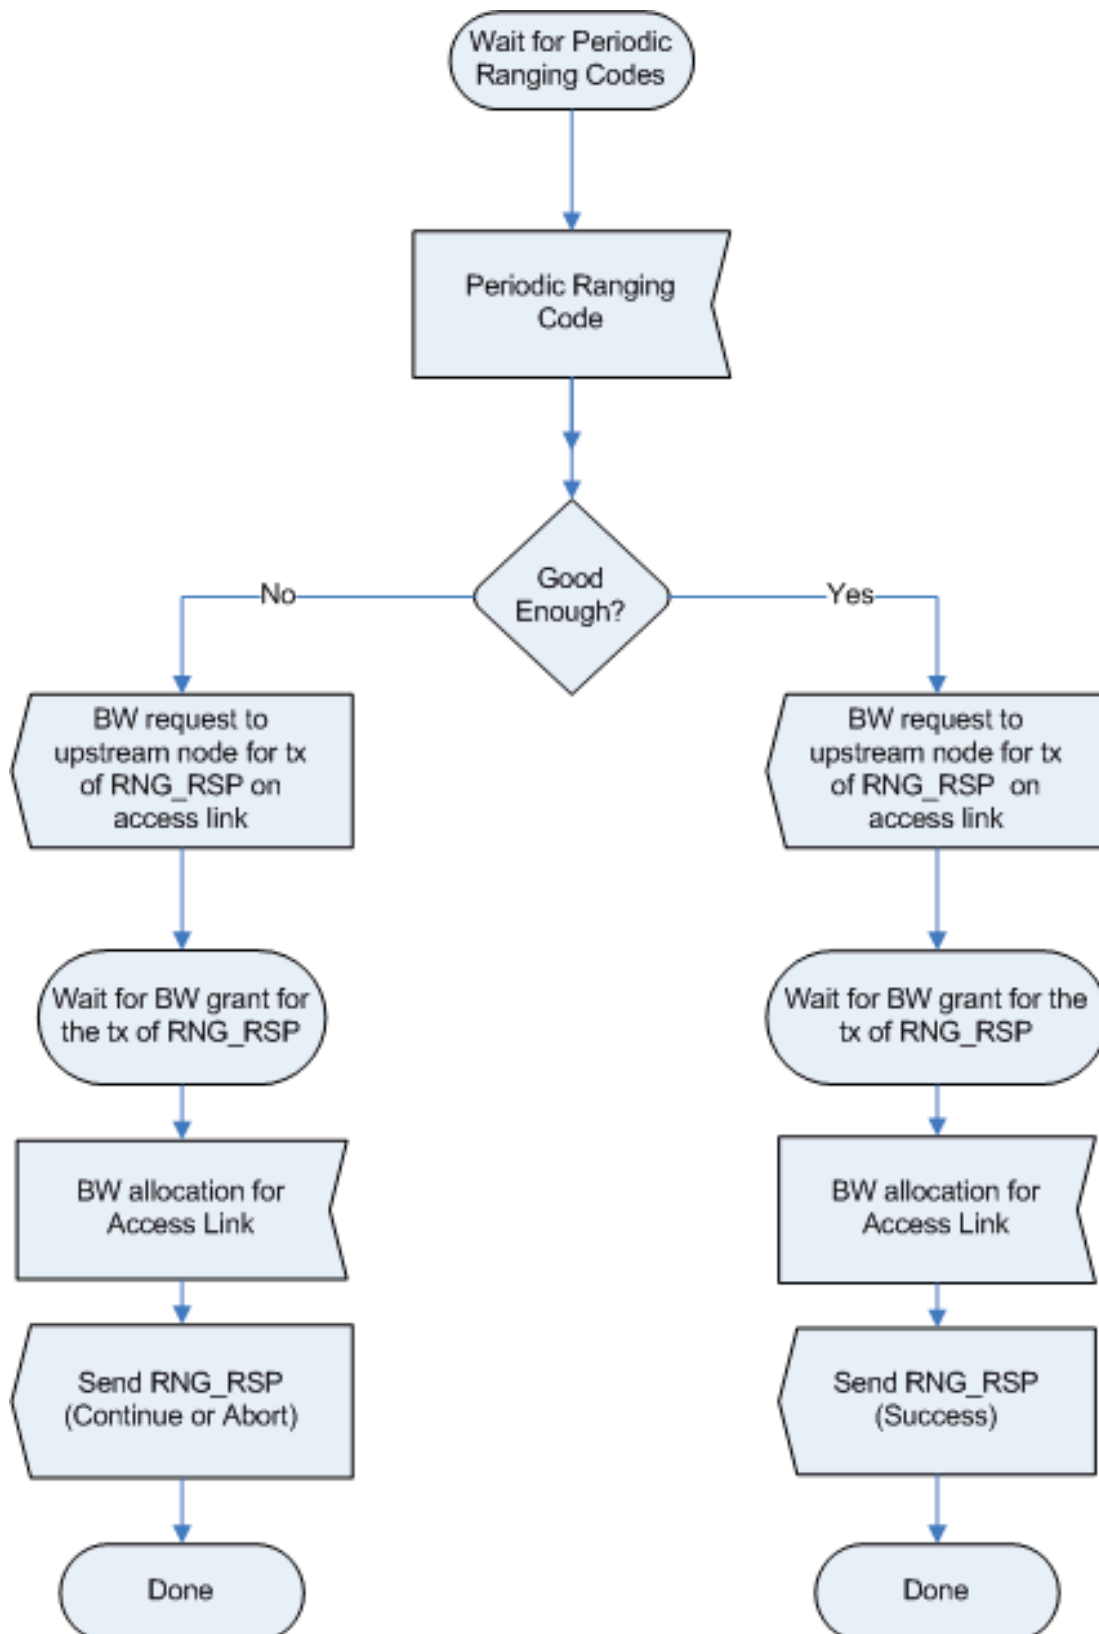 Wait for Periodic
Ranging Codes
Periodic Ranging
Code
Good
Enough?
No
Yes
BW request to
upstream node for tx
of RNG_RSP on
access link
BW request to
upstream node for tx
of RNG_RSP on
access link
Wait for BW grant for
the tx of RNG_RSP
Wait for BW grant for the
tx of RNG_RSP
BW allocation for
Access Link
BW allocation for
Access Link
Send RNG_RSP
(Continue or Abort)
Send RNG_RSP
(Success)
Done
Done